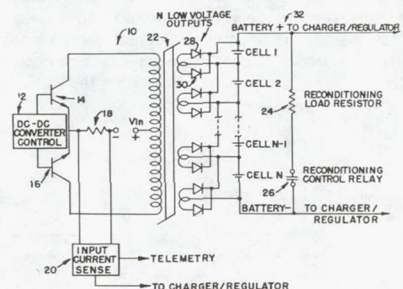 N LOW VOLTAGE
OUTPUTS
32
BATTERY + TO CHARGER/REGULATOR
10
22
28
CELL 1
30
CELL 2
12
14
18
DC-DC
CONVERTER
CONTROL
Vin
-
+
24
RECONDITIONING
LOAD RESISTOR
CELL N-1
16
CELL N
RECONDITIONING
CONTROL RELAY
26
BATTERY-
TO CHARGER/
REGULATOR
INPUT
CURRENT
SENSE
20
TELEMETRY
TO CHARGER/REGULATOR